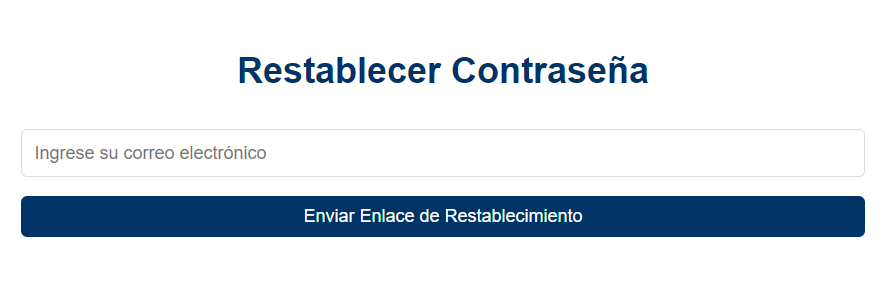 Restablecer Contraseña
Ingrese su correo electrónico
Enviar Enlace de Restablecimiento